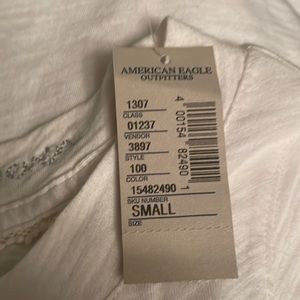 AMERICAN EAGLE
OUTFITTERS
1307
CLASS
01237
VENDOR
3897
STYLE
100
COLOR
15482490
SKU NUMBER
SMALL
SIZE
4 00154 82490 1